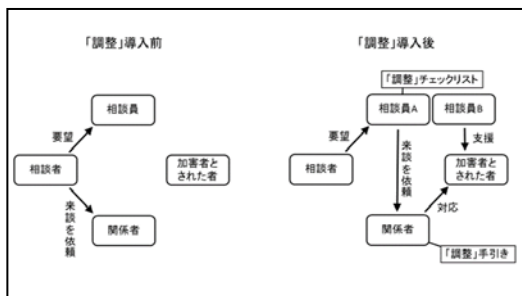 「調整」導入前
相談員
要望
相談者
加害者と
された者
来談を依頼
関係者
「調整」導入後
「調整」チェックリスト
相談員A
相談員B
要望
相談者
来談を依頼
支援
加害者と
された者
対応
関係者
「調整」手引き